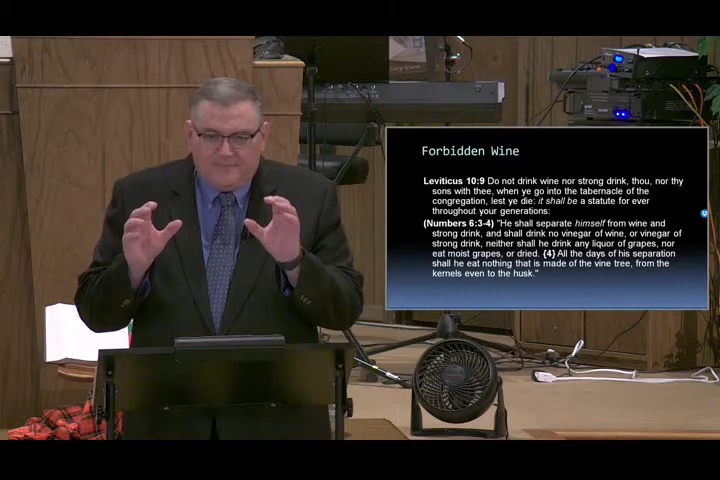 Forbidden Wine
Leviticus 10:9 Do not drink wine nor strong drink, thou, nor thy
sons with thee, when ye go into the tabernacle of the
congregation, lest ye die: it shall be a statute for ever
throughout your generations:
(Numbers 6:3-4) "He shall separate himself from wine and
strong drink, and shall drink no vinegar of wine, or vinegar of
strong drink, neither shall he drink any liquor of grapes, nor
eat moist grapes, or dried. {4} All the days of his separation
shall he eat nothing that is made of the vine tree, from the
kernels even to the husk."